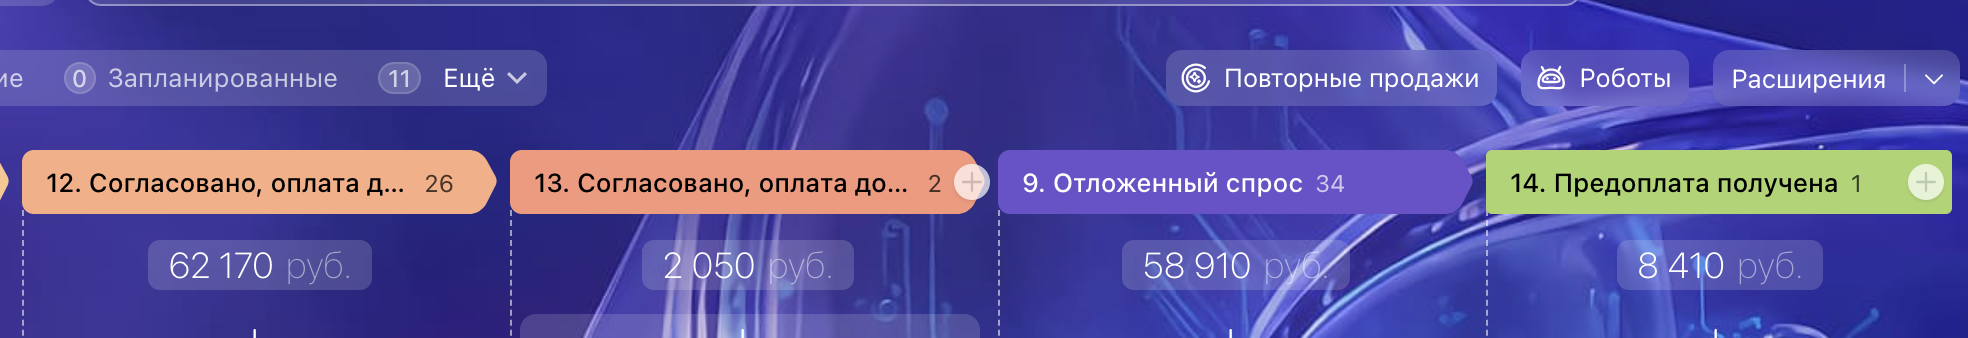 ие 0 Запланированные 11 Ещё Повторные продажи Роботы Расширения
12. Согласовано, оплата д... 26 13. Согласовано, оплата до... 2 9. Отложенный спрос 34 14. Предоплата получена 1
62 170 руб. 2 050 руб. 58 910 руб. 8 410 руб.